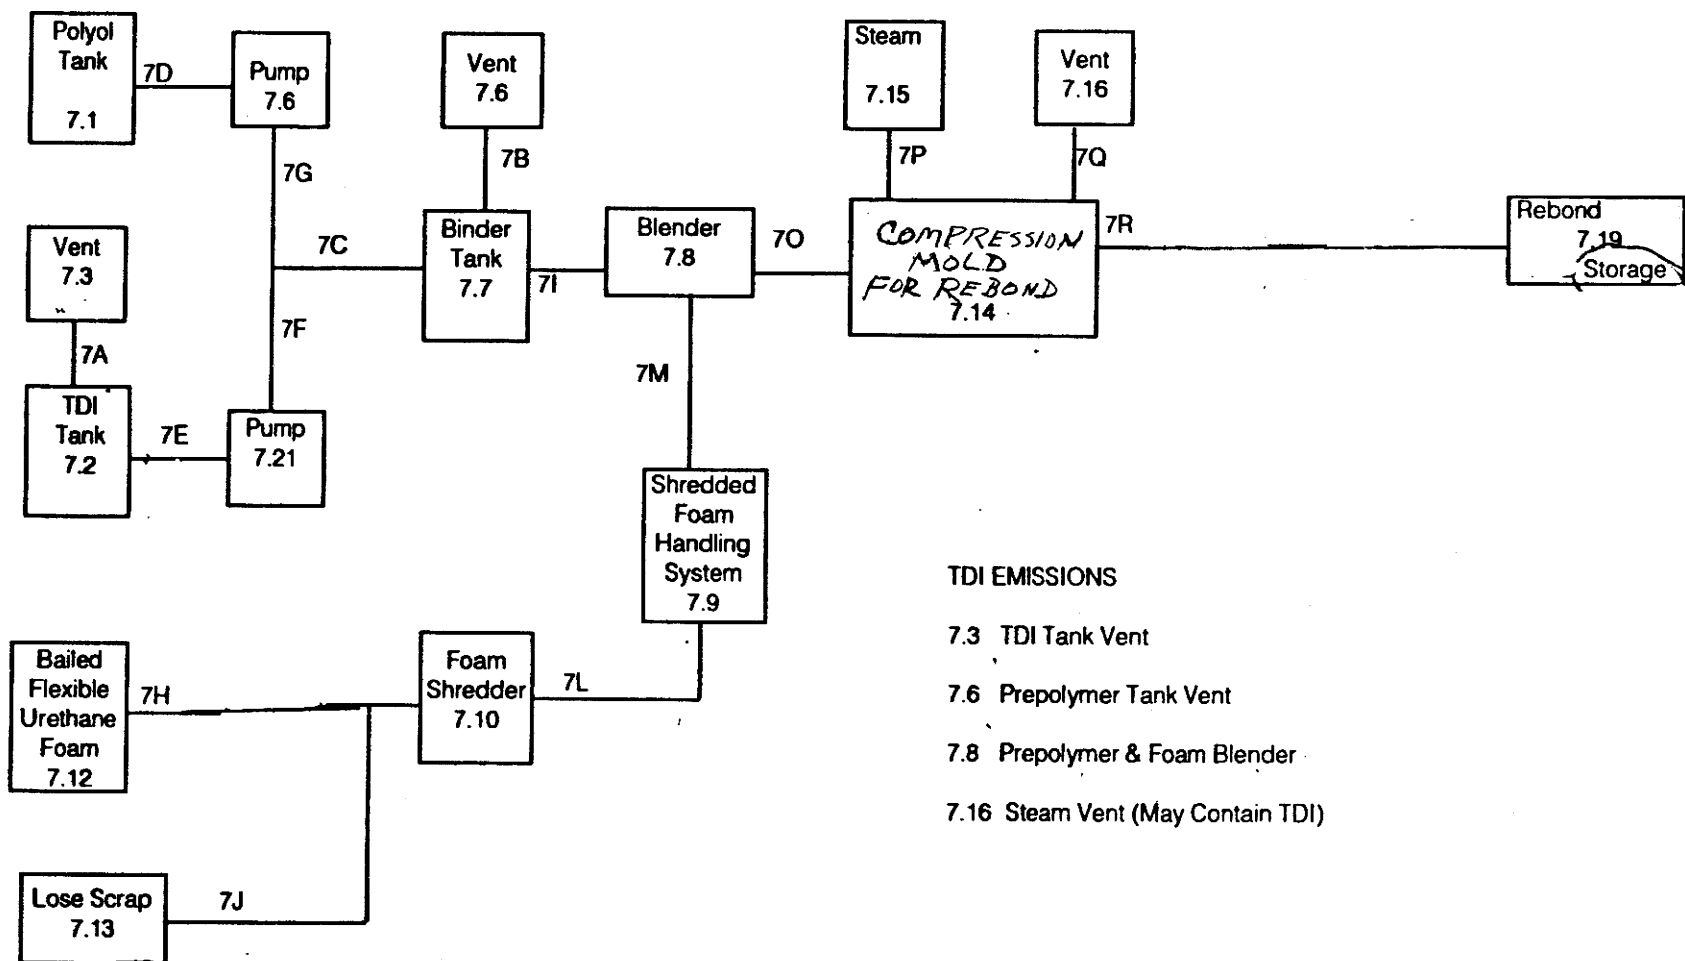 Polyol
Tank
7.1
7D
Pump
7.6
Vent
7.6
Steam
7.15
Vent
7.16
7G
7B
7P
7Q
Vent
7.3
7C
Binder
Tank
7.7
7I
Blender
7.8
7O
COMPRESSION
MOLD
FOR REBOND
7.14
7R
Rebond
7.19
Storage
7A
7F
7M
TDI
Tank
7.2
7E
Pump
7.21
Shredded
Foam
Handling
System
7.9
Bailed
Flexible
Urethane
Foam
7.12
7H
Foam
Shredder
7.10
7L
Lose Scrap
7.13
7J
TDI EMISSIONS
7.3 TDI Tank Vent
7.6 Prepolymer Tank Vent
7.8 Prepolymer & Foam Blender
7.16 Steam Vent (May Contain TDI)